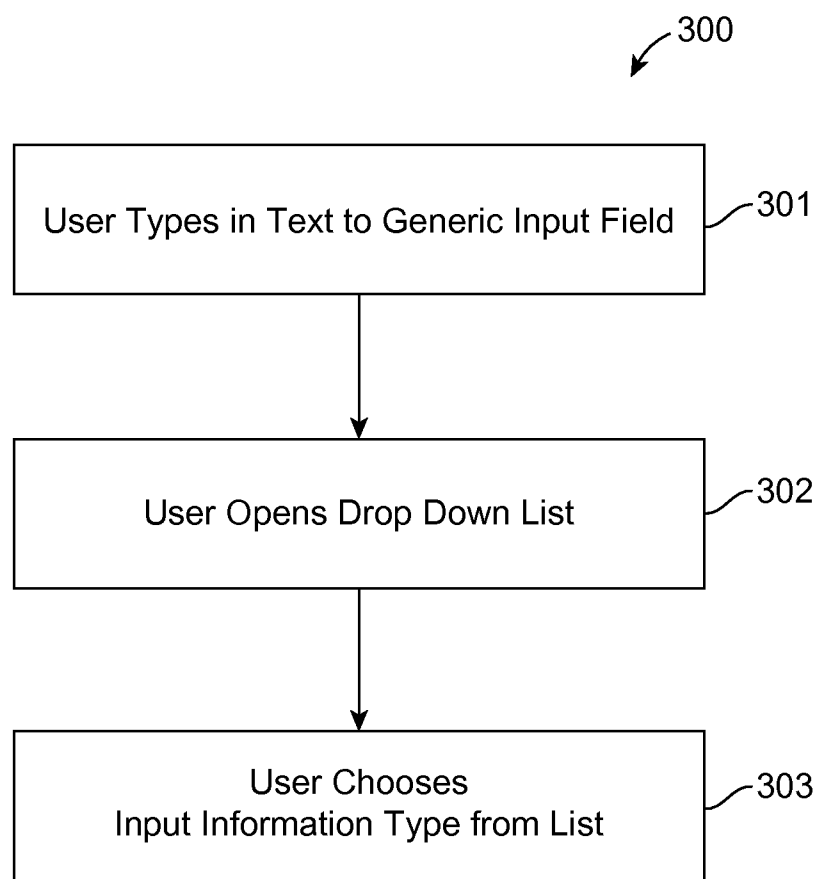 300
User Types in Text to Generic Input Field
301
User Opens Drop Down List
302
User Chooses
Input Information Type from List
303